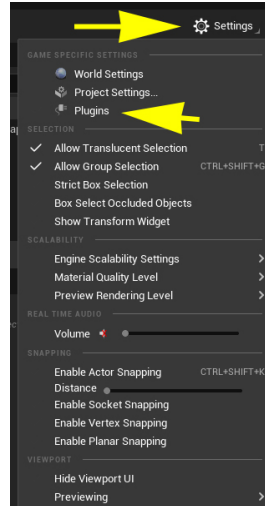 Settings
GAME SPECIFIC SETTINGS
World Settings
Project Settings...
Plugins
SELECTION
Allow Translucent Selection T
Allow Group Selection CTRL+SHIFT+G
Strict Box Selection
Box Select Occluded Objects
Show Transform Widget
SCALABILITY
Engine Scalability Settings
Material Quality Level
Preview Rendering Level
REAL TIME AUDIO
Volume
SNAPPING
Enable Actor Snapping CTRL+SHIFT+K
Distance
Enable Socket Snapping
Enable Vertex Snapping
Enable Planar Snapping
VIEWPORT
Hide Viewport UI
Previewing